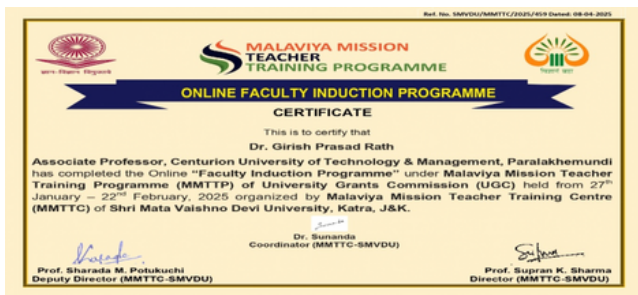 Ref. No. SMVDU/MMTTC/2025/459 Dated: 08-04-2025
MALAVIYA MISSION
TEACHER
TRAINING PROGRAMME
ज्ञान-विज्ञान विमुक्तये
ONLINE FACULTY INDUCTION PROGRAMME
CERTIFICATE
This is to certify that
Dr. Girish Prasad Rath
Associate Professor, Centurion University of Technology & Management, Paralakhemundi
has completed the Online “Faculty Induction Programme” under Malaviya Mission Teacher
Training Programme (MMTTP) of University Grants Commission (UGC) held from 27th
January – 22nd February, 2025 organized by Malaviya Mission Teacher Training Centre
(MMTTC) of Shri Mata Vaishno Devi University, Katra, J&K.
Dr. Sunanda
Coordinator (MMTTC-SMVDU)
Prof. Sharada M. Potukuchi
Deputy Director (MMTTC-SMVDU)
Prof. Supran K. Sharma
Director (MMTTC-SMVDU)